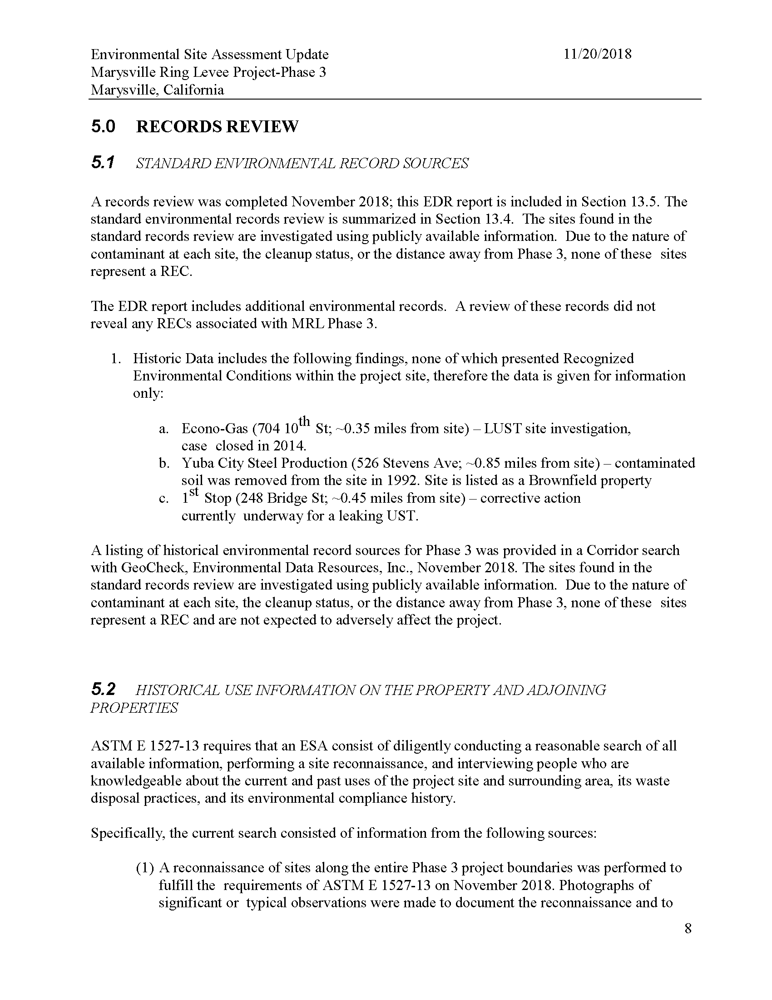 Environmental Site Assessment Update 11/20/2018
Marysville Ring Levee Project-Phase 3
Marysville, California
5.0 RECORDS REVIEW
5.1 STANDARD ENVIRONMENTAL RECORD SOURCES
A records review was completed November 2018; this EDR report is included in Section 13.5. The
standard environmental records review is summarized in Section 13.4. The sites found in the
standard records review are investigated using publicly available information. Due to the nature of
contaminant at each site, the cleanup status, or the distance away from Phase 3, none of these sites
represent a REC.
The EDR report includes additional environmental records. A review of these records did not
reveal any RECs associated with MRL Phase 3.
1. Historic Data includes the following findings, none of which presented Recognized
Environmental Conditions within the project site, therefore the data is given for information
only:
a. Econo-Gas (704 10th St; ~0.35 miles from site) – LUST site investigation,
case closed in 2014.
b. Yuba City Steel Production (526 Stevens Ave; ~0.85 miles from site) – contaminated
soil was removed from the site in 1992. Site is listed as a Brownfield property
c. 1st Stop (248 Bridge St; ~0.45 miles from site) – corrective action
currently underway for a leaking UST.
A listing of historical environmental record sources for Phase 3 was provided in a Corridor search
with GeoCheck, Environmental Data Resources, Inc., November 2018. The sites found in the
standard records review are investigated using publicly available information. Due to the nature of
contaminant at each site, the cleanup status, or the distance away from Phase 3, none of these sites
represent a REC and are not expected to adversely affect the project.
5.2 HISTORICAL USE INFORMATION ON THE PROPERTY AND ADJOINING
PROPERTIES
ASTM E 1527-13 requires that an ESA consist of diligently conducting a reasonable search of all
available information, performing a site reconnaissance, and interviewing people who are
knowledgeable about the current and past uses of the project site and surrounding area, its waste
disposal practices, and its environmental compliance history.
Specifically, the current search consisted of information from the following sources:
(1) A reconnaissance of sites along the entire Phase 3 project boundaries was performed to
fulfill the requirements of ASTM E 1527-13 on November 2018. Photographs of
significant or typical observations were made to document the reconnaissance and to
8